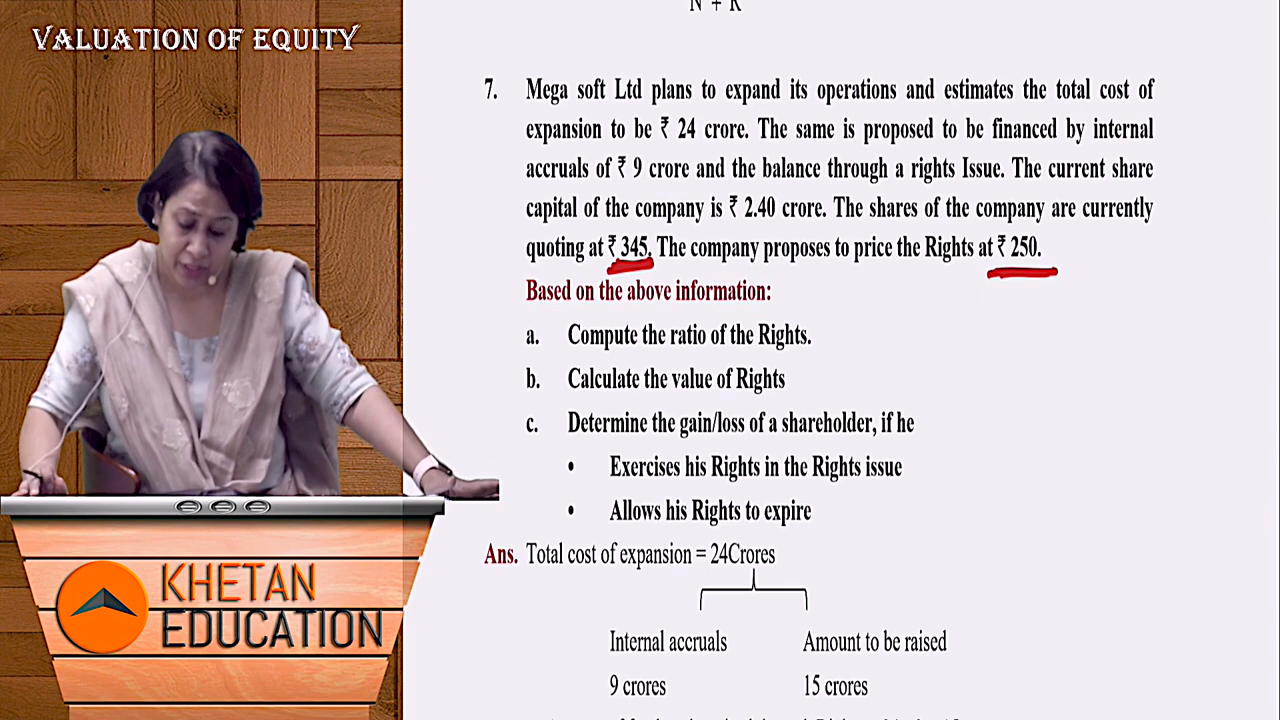 N + R
VALUATION OF EQUITY
7. Mega soft Ltd plans to expand its operations and estimates the total cost of
expansion to be ₹ 24 crore. The same is proposed to be financed by internal
accruals of ₹ 9 crore and the balance through a rights Issue. The current share
capital of the company is ₹ 2.40 crore. The shares of the company are currently
quoting at ₹ 345. The company proposes to price the Rights at ₹ 250.
Based on the above information:
a. Compute the ratio of the Rights.
b. Calculate the value of Rights
c. Determine the gain/loss of a shareholder, if he
• Exercises his Rights in the Rights issue
• Allows his Rights to expire
Ans. Total cost of expansion = 24Crores
Internal accruals Amount to be raised
9 crores 15 crores
KHETAN
EDUCATION